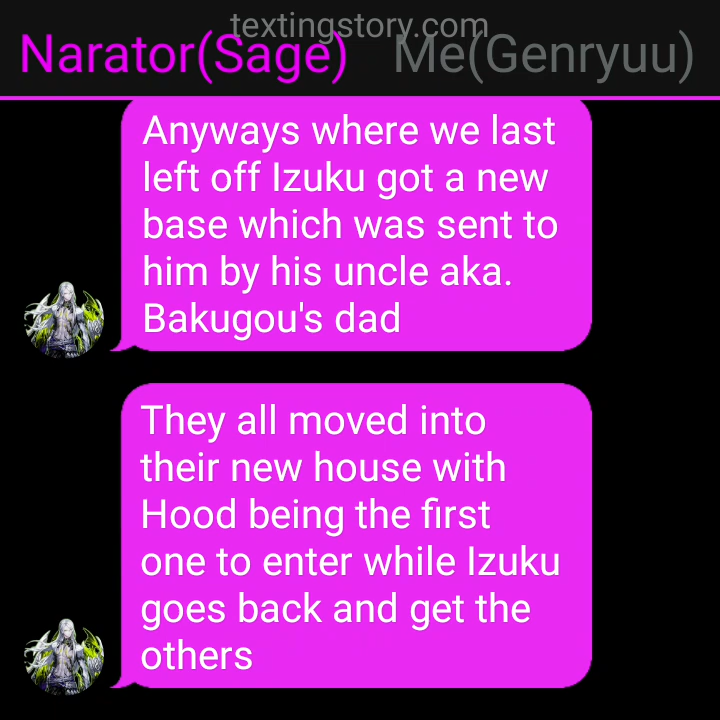 textingstory.com
Narator(Sage) Me(Genryuu)
Anyways where we last
left off Izuku got a new
base which was sent to
him by his uncle aka.
Bakugou's dad
They all moved into
their new house with
Hood being the first
one to enter while Izuku
goes back and get the
others